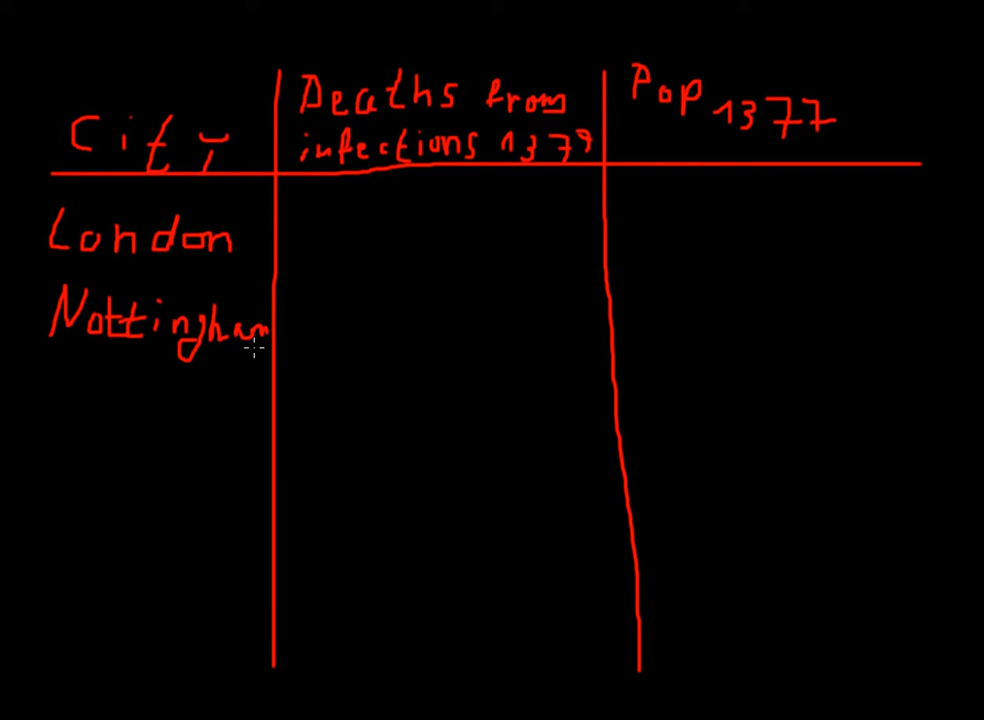 City
Deaths from
infections 1379
Pop 1377
London
Nottingham